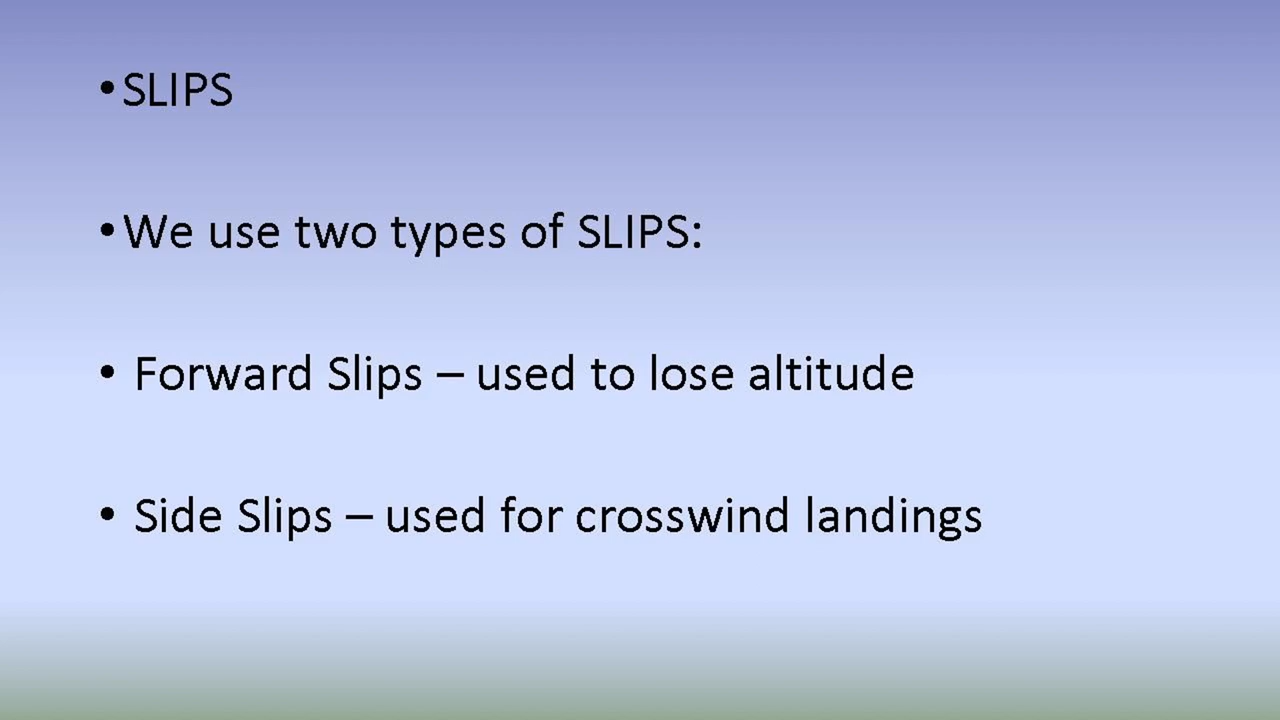 •SLIPS
•We use two types of SLIPS:
• Forward Slips – used to lose altitude
• Side Slips – used for crosswind landings